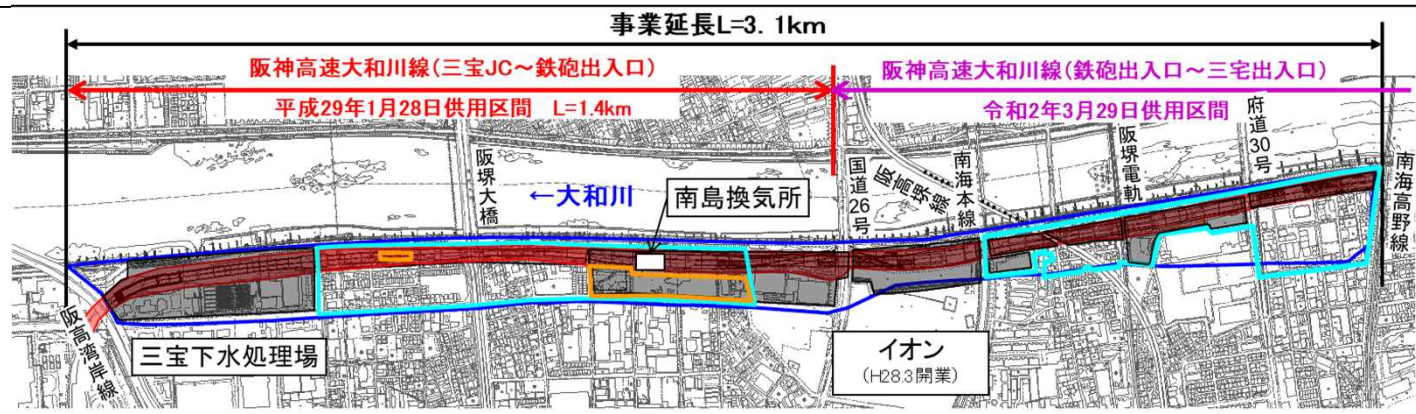 事業延長L=3.1km
阪神高速大和川線(三宝JC～鉄砲出入口)
阪神高速大和川線(鉄砲出入口～三宅出入口)
平成29年1月28日供用区間 L=1.4km
令和2年3月29日供用区間
阪堺大橋
←大和川
南島換気所
国道26号
阪高堺線
南海本線
阪堺電軌
府道30号
南海高野線
阪高湾岸線
三宝下水処理場
イオン
(H28.3開業)